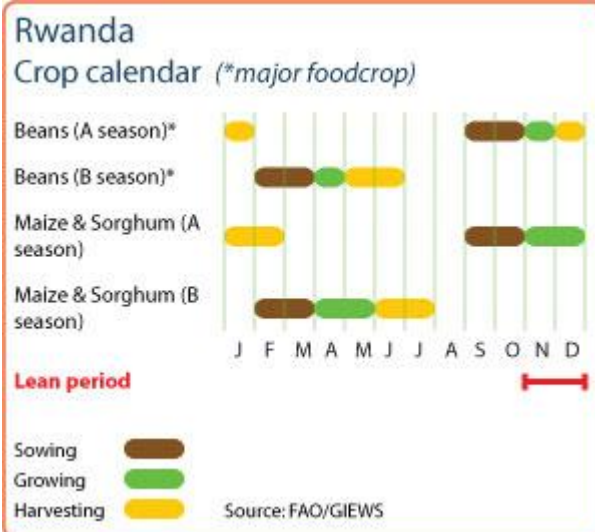 Rwanda
Crop calendar (*major foodcrop)
Beans (A season)*
Beans (B season)*
Maize & Sorghum (A
season)
Maize & Sorghum (B
season)
J F M A M J J A S O N D
Lean period
Sowing
Growing
Harvesting
Source: FAO/GIEWS